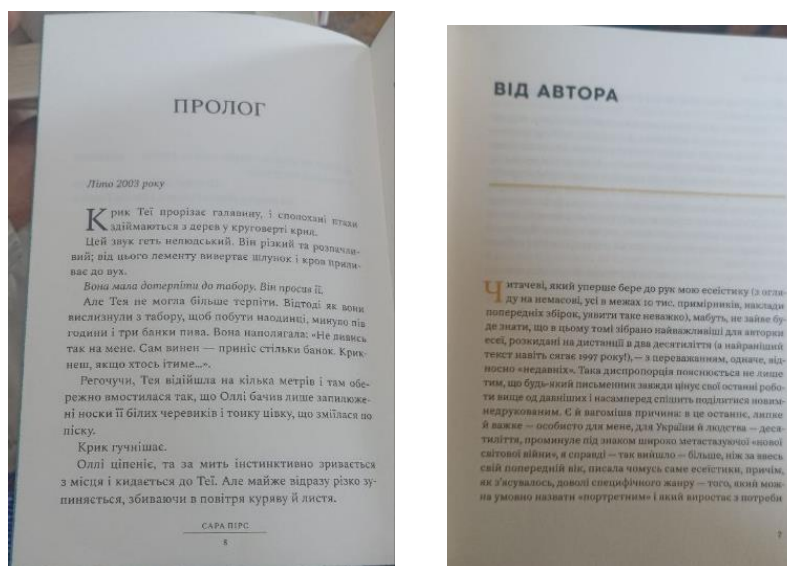 ПРОЛОГ
Літо 2003 року
Крик Теї прорізає галявину, і сполохані птахи
здіймаються з дерев у круговерті крил.
Цей звук геть нелюдський. Він різкий та розпачли-
вий; від цього лементу вивертає шлунок і кров прили-
ває до вух.
Вона мала дотерпіти до табору. Він просив її.
Але Тея не могла більше терпіти. Відтоді як вони
вислизнули з табору, щоб побути наодинці, минуло пів
години і три банки пива. Вона наполягала: «Не дивись
так на мене. Сам винен — приніс стільки банок. Крик-
неш, якщо хтось ітиме...».
Регочучи, Тея відійшла на кілька метрів і там обе-
режно вмостилася так, що Оллі бачив лише запилюже-
ні носки її білих черевиків і тонку цівку, що зміїлася по
піску.
Крик гучнішає.
Оллі ціпеніє, та за мить інстинктивно зривається
з місця і кидається до Теї. Але майже відразу різко зу-
пиняється, збиваючи в повітря куряву й листя.
САРА ПІРС
5
ВІД АВТОРА
Читачеві, який уперше бере до рук мою есеїстику (з огля-
ду на немасові, усі в межах 10 тис. примірників, наклади
попередніх збірок, уявити таке неважко), мабуть, не зайве бу-
де знати, що в цьому томі зібрано найважливіші для авторки
есеї, розкидані на дистанції в два десятиліття (а найраніший
текст навіть сягає 1997 року!), — з переважанням, одначе, від-
носно «недавніх». Така диспропорція пояснюється не лише
тим, що будь-який письменник завжди цінує свої останні робо-
ти вище од давніших і насамперед спішить поділитися новим-
недрукованим. Є й вагоміша причина: в це останнє, липке
й важке — особисто для мене, для України й людства — деся-
тиліття, проминуле під знаком широко метастазуючої «нової
світової війни», я справді — так вийшло — більше, ніж за ввесь
свій попередній вік, писала чомусь саме есеїстики, причім,
як з'ясувалось, доволі специфічного жанру — того, який мож-
на умовно назвати «портретним» і який виростає з потреби
7